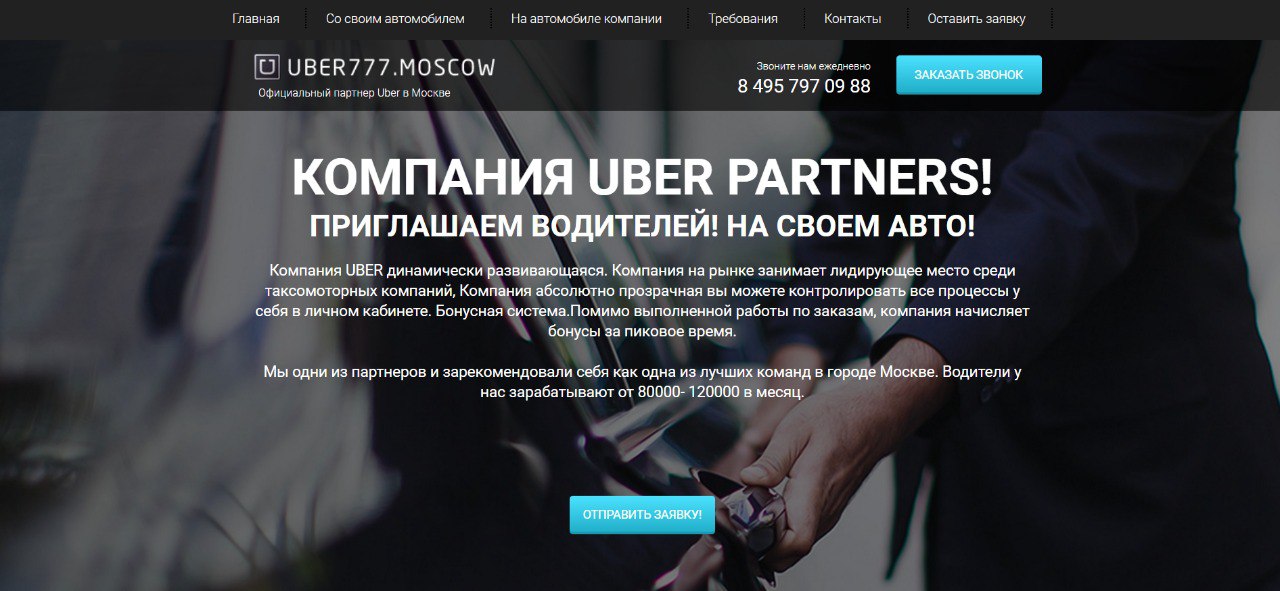 Главная
Со своим автомобилем
На автомобиле компании
Требования
Контакты
Оставить заявку
UBER777.MOSCOW
Официальный партнер Uber в Москве
Звоните нам ежедневно
8 495 797 09 88
ЗАКАЗАТЬ ЗВОНОК
КОМПАНИЯ UBER PARTNERS!
ПРИГЛАШАЕМ ВОДИТЕЛЕЙ! НА СВОЕМ АВТО!
Компания UBER динамически развивающаяся. Компания на рынке занимает лидирующее место среди
таксомоторных компаний, Компания абсолютно прозрачная вы можете контролировать все процессы у
себя в личном кабинете. Бонусная система.Помимо выполненной работы по заказам, компания начисляет
бонусы за пиковое время.
Мы одни из партнеров и зарекомендовали себя как одна из лучших команд в городе Москве. Водители у
нас зарабатывают от 80000- 120000 в месяц.
ОТПРАВИТЬ ЗАЯВКУ!